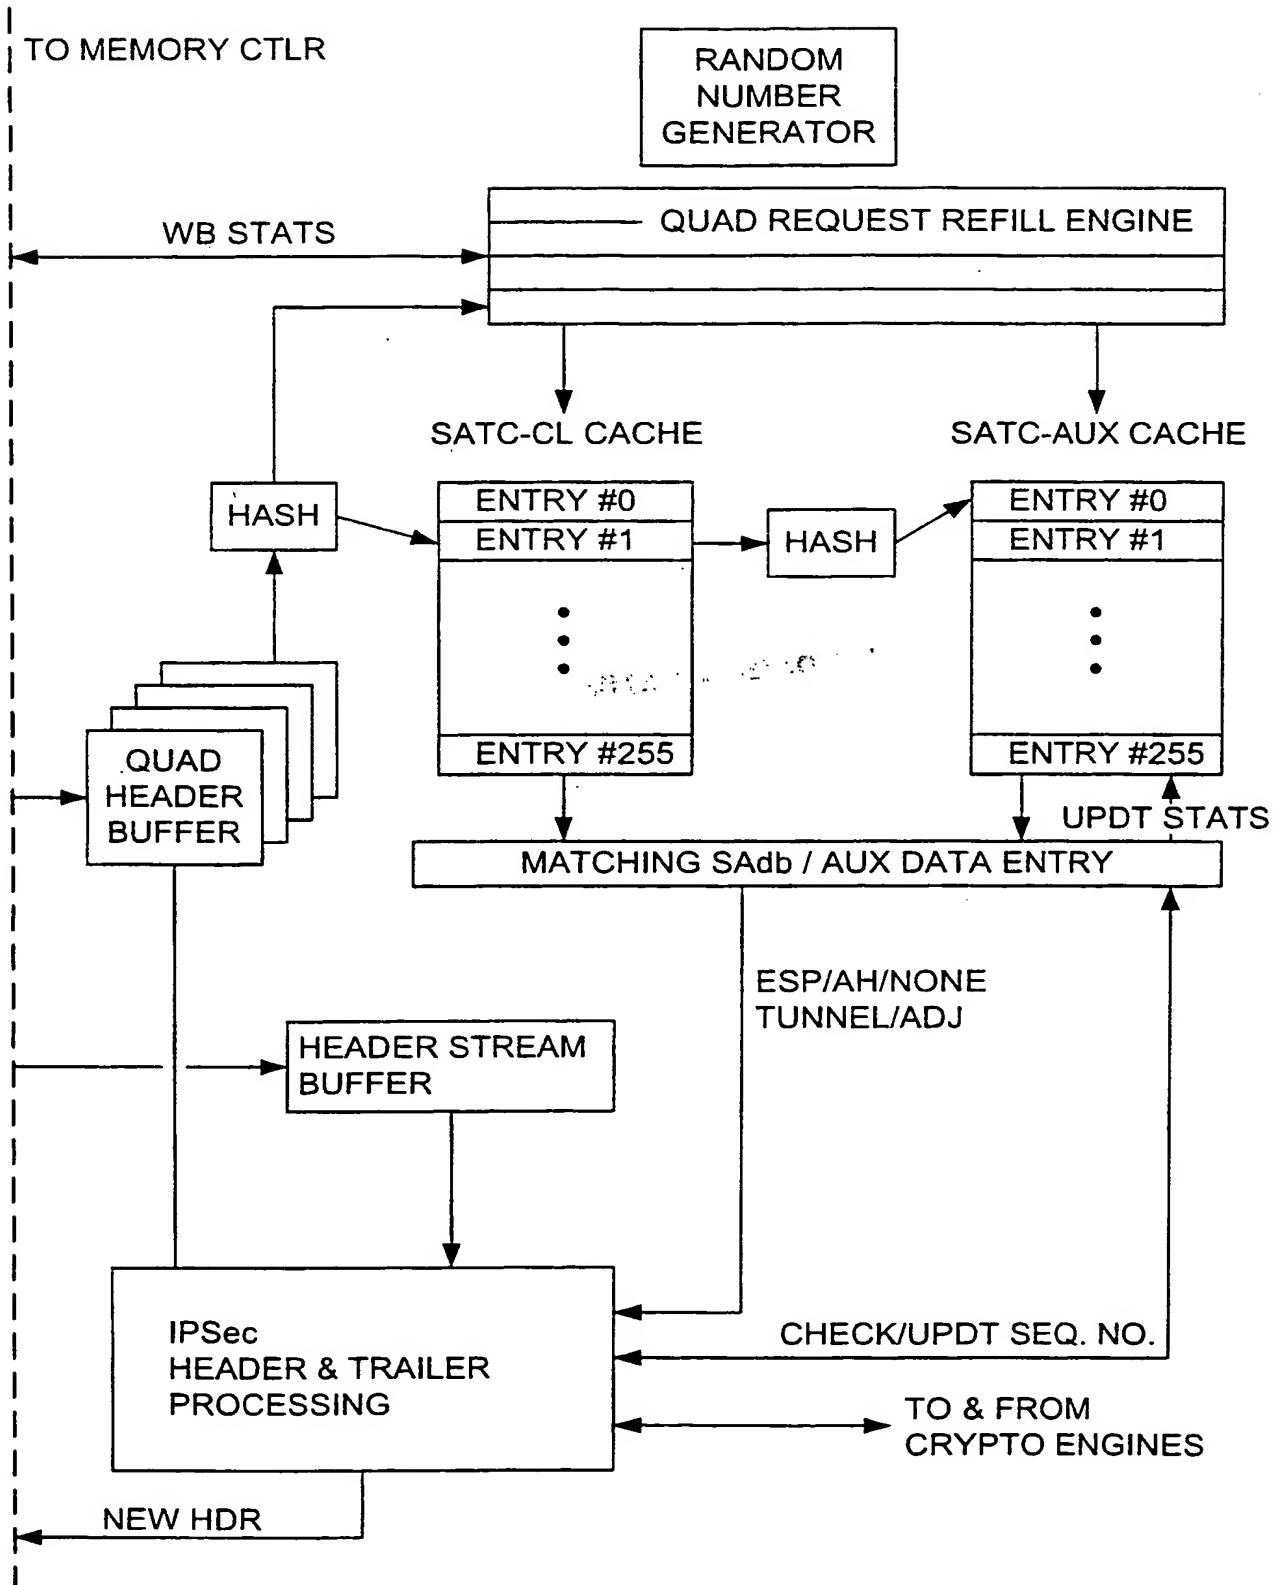 TO MEMORY CTLR
RANDOM
NUMBER
GENERATOR
WB STATS
QUAD REQUEST REFILL ENGINE
SATC-CL CACHE
SATC-AUX CACHE
HASH
ENTRY #0
ENTRY #1
ENTRY #255
HASH
ENTRY #0
ENTRY #1
ENTRY #255
QUAD
HEADER
BUFFER
UPDT STATS
MATCHING SAdb / AUX DATA ENTRY
ESP/AH/NONE
TUNNEL/ADJ
HEADER STREAM
BUFFER
IPSec
HEADER & TRAILER
PROCESSING
CHECK/UPDT SEQ. NO.
TO & FROM
CRYPTO ENGINES
NEW HDR